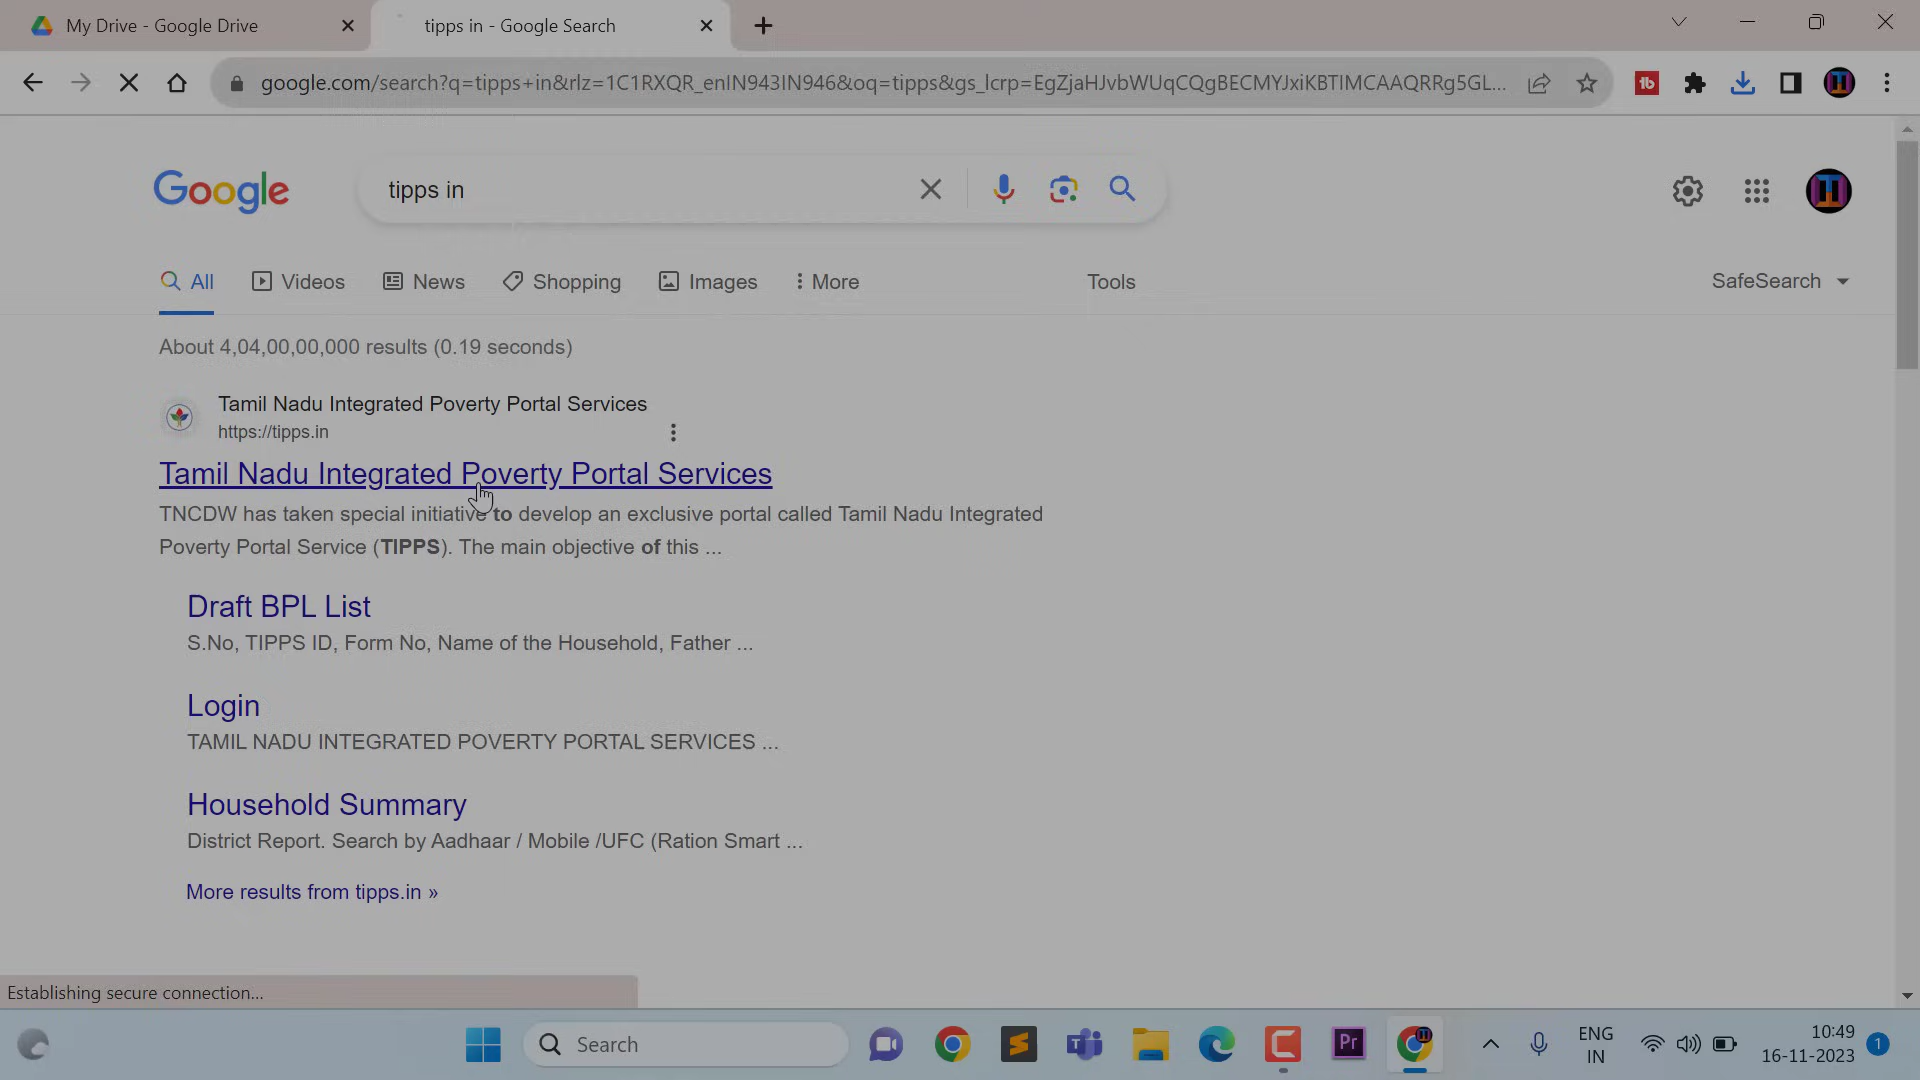 My Drive - Google Drive
tipps in - Google Search
google.com/search?q=tipps+in&rlz=1C1RXQR_enIN943IN946&oq=tipps&gs_lcrp=EgZjaHJvbWUqCQgBECMYJxiKBTIMCAAQRRg5GL...
Google
tipps in
All
Videos
News
Shopping
Images
More
Tools
SafeSearch
About 4,04,00,00,000 results (0.19 seconds)
Tamil Nadu Integrated Poverty Portal Services
https://tipps.in
Tamil Nadu Integrated Poverty Portal Services
TNCDW has taken special initiative to develop an exclusive portal called Tamil Nadu Integrated
Poverty Portal Service (TIPPS). The main objective of this ...
Draft BPL List
S.No, TIPPS ID, Form No, Name of the Household, Father ...
Login
TAMIL NADU INTEGRATED POVERTY PORTAL SERVICES ...
Household Summary
District Report. Search by Aadhaar / Mobile /UFC (Ration Smart ...
More results from tipps.in »
Establishing secure connection...
Search
Pr
ENG
IN
10:49
16-11-2023
1